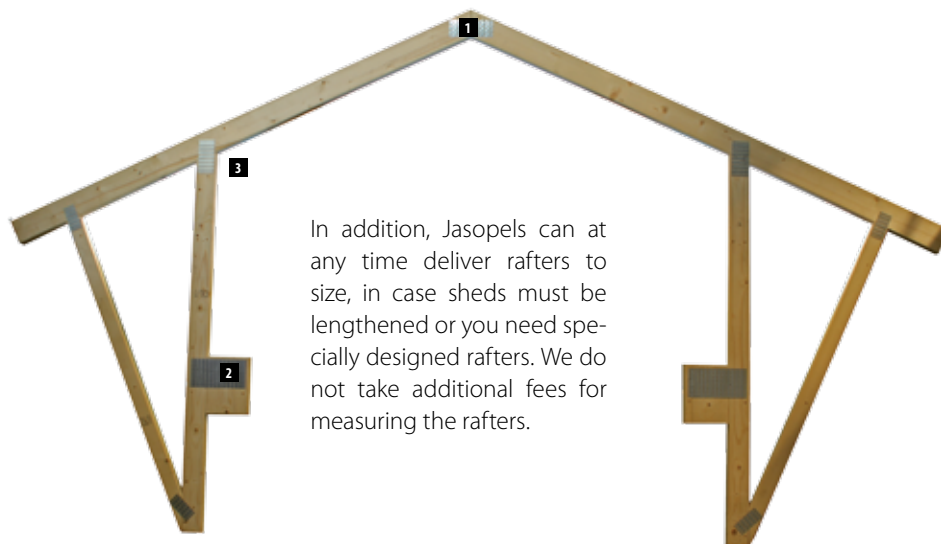 1
3
In addition, Jasopels can at
any time deliver rafters to
size, in case sheds must be
lengthened or you need spe-
cially designed rafters. We do
not take additional fees for
measuring the rafters.
2